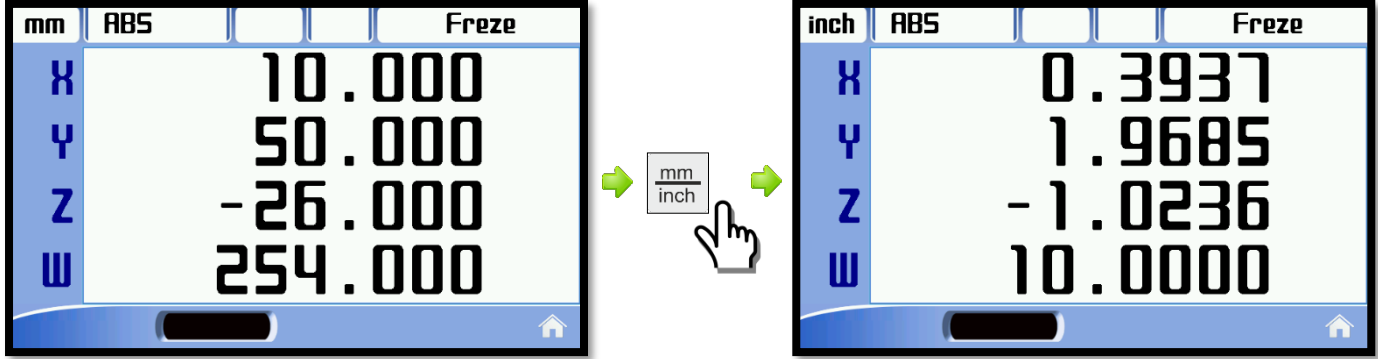 mm ABS Freze
X 10.000
Y 50.000
Z -26.000
W 254.000
mm
inch
inch ABS Freze
X 0.3937
Y 1.9685
Z -1.0236
W 10.0000